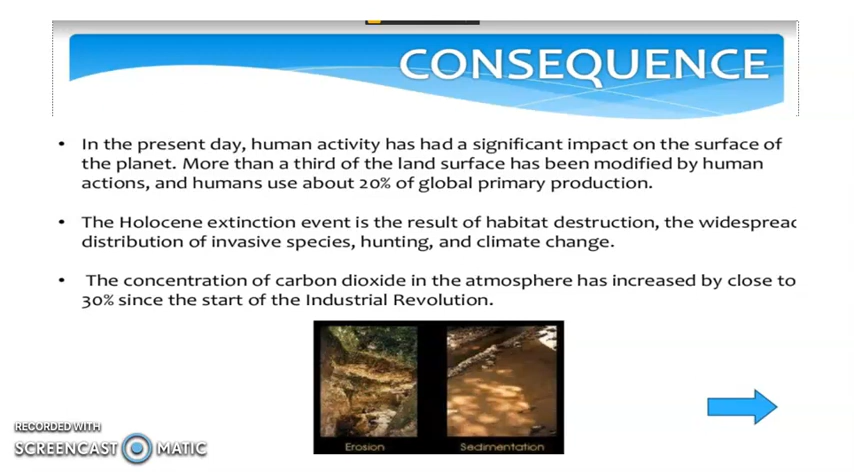 CONSEQUENCE
• In the present day, human activity has had a significant impact on the surface of
the planet. More than a third of the land surface has been modified by human
actions, and humans use about 20% of global primary production.
• The Holocene extinction event is the result of habitat destruction, the widespread
distribution of invasive species, hunting, and climate change.
• The concentration of carbon dioxide in the atmosphere has increased by close to
30% since the start of the Industrial Revolution.
Erosion
Sedimentation
RECORDED WITH
SCREENCAST MATIC